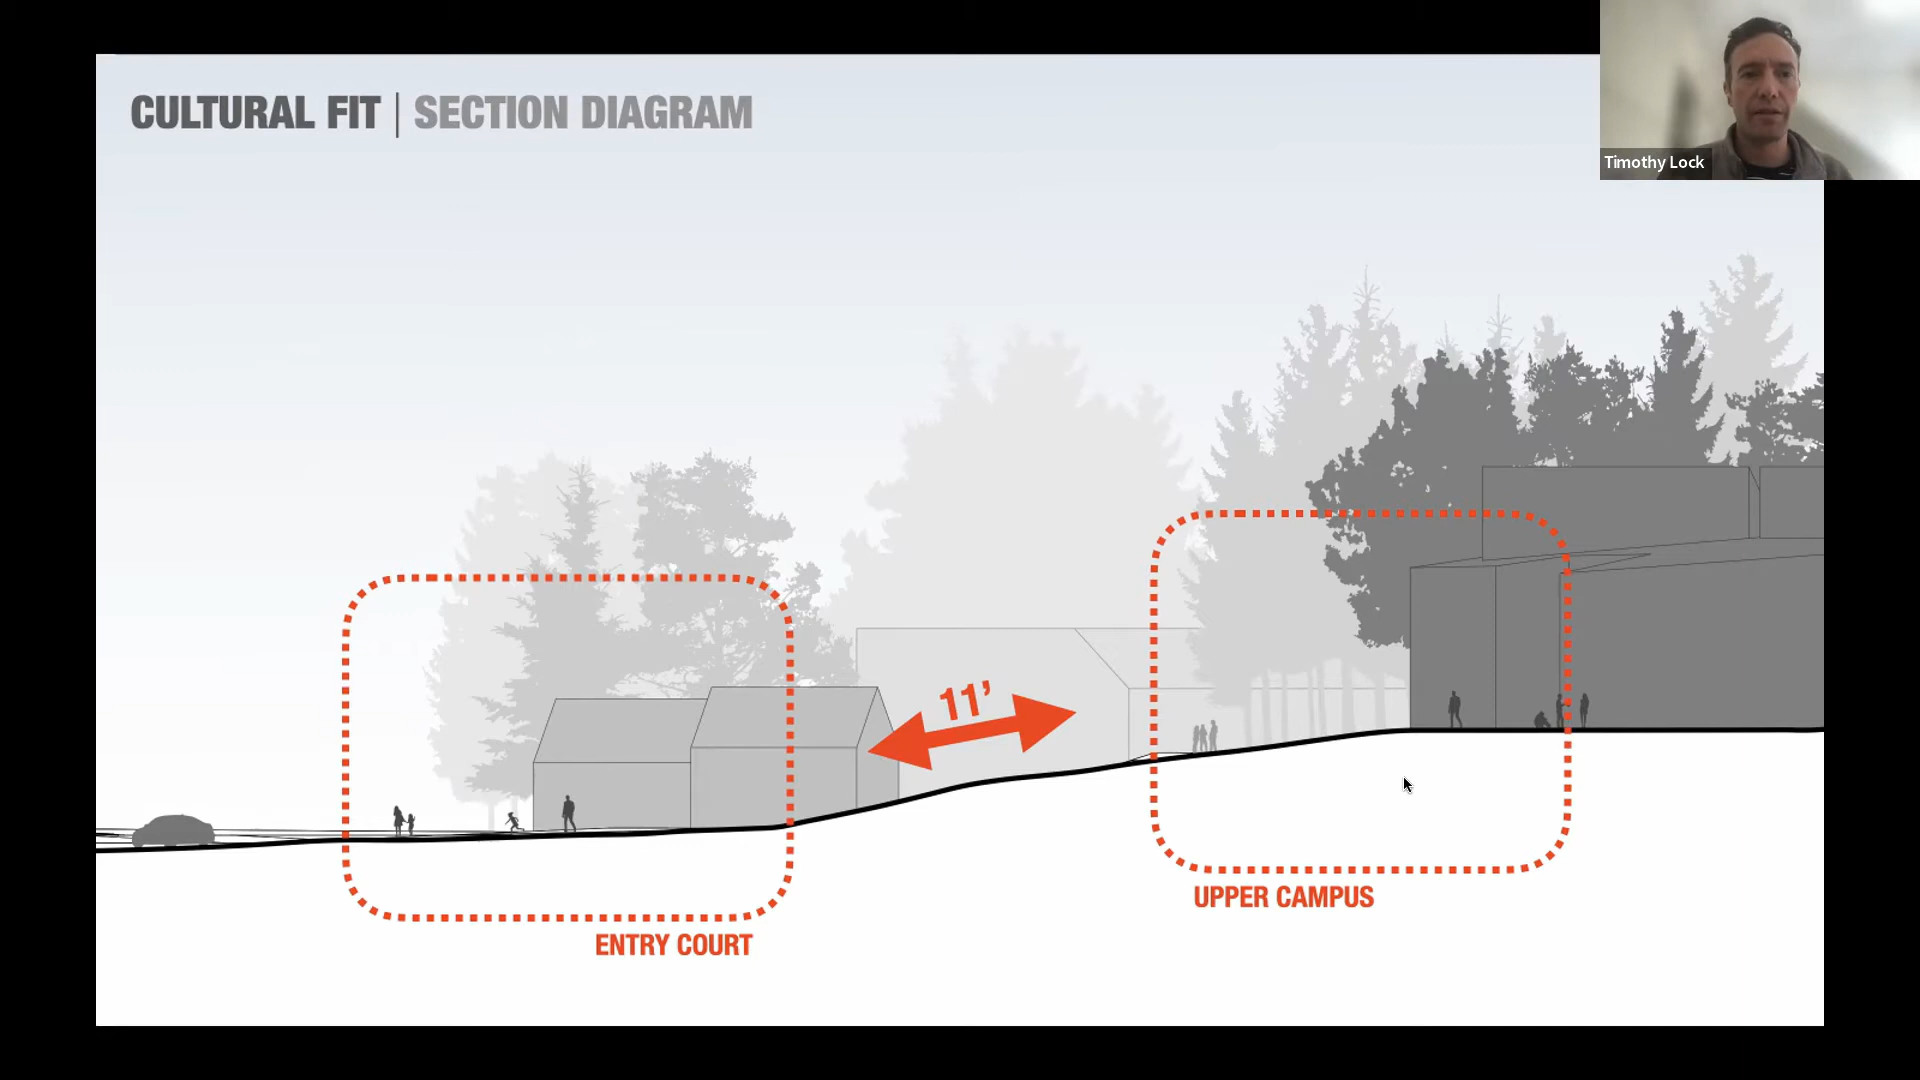 CULTURAL FIT | SECTION DIAGRAM
Timothy Lock
11’
UPPER CAMPUS
ENTRY COURT